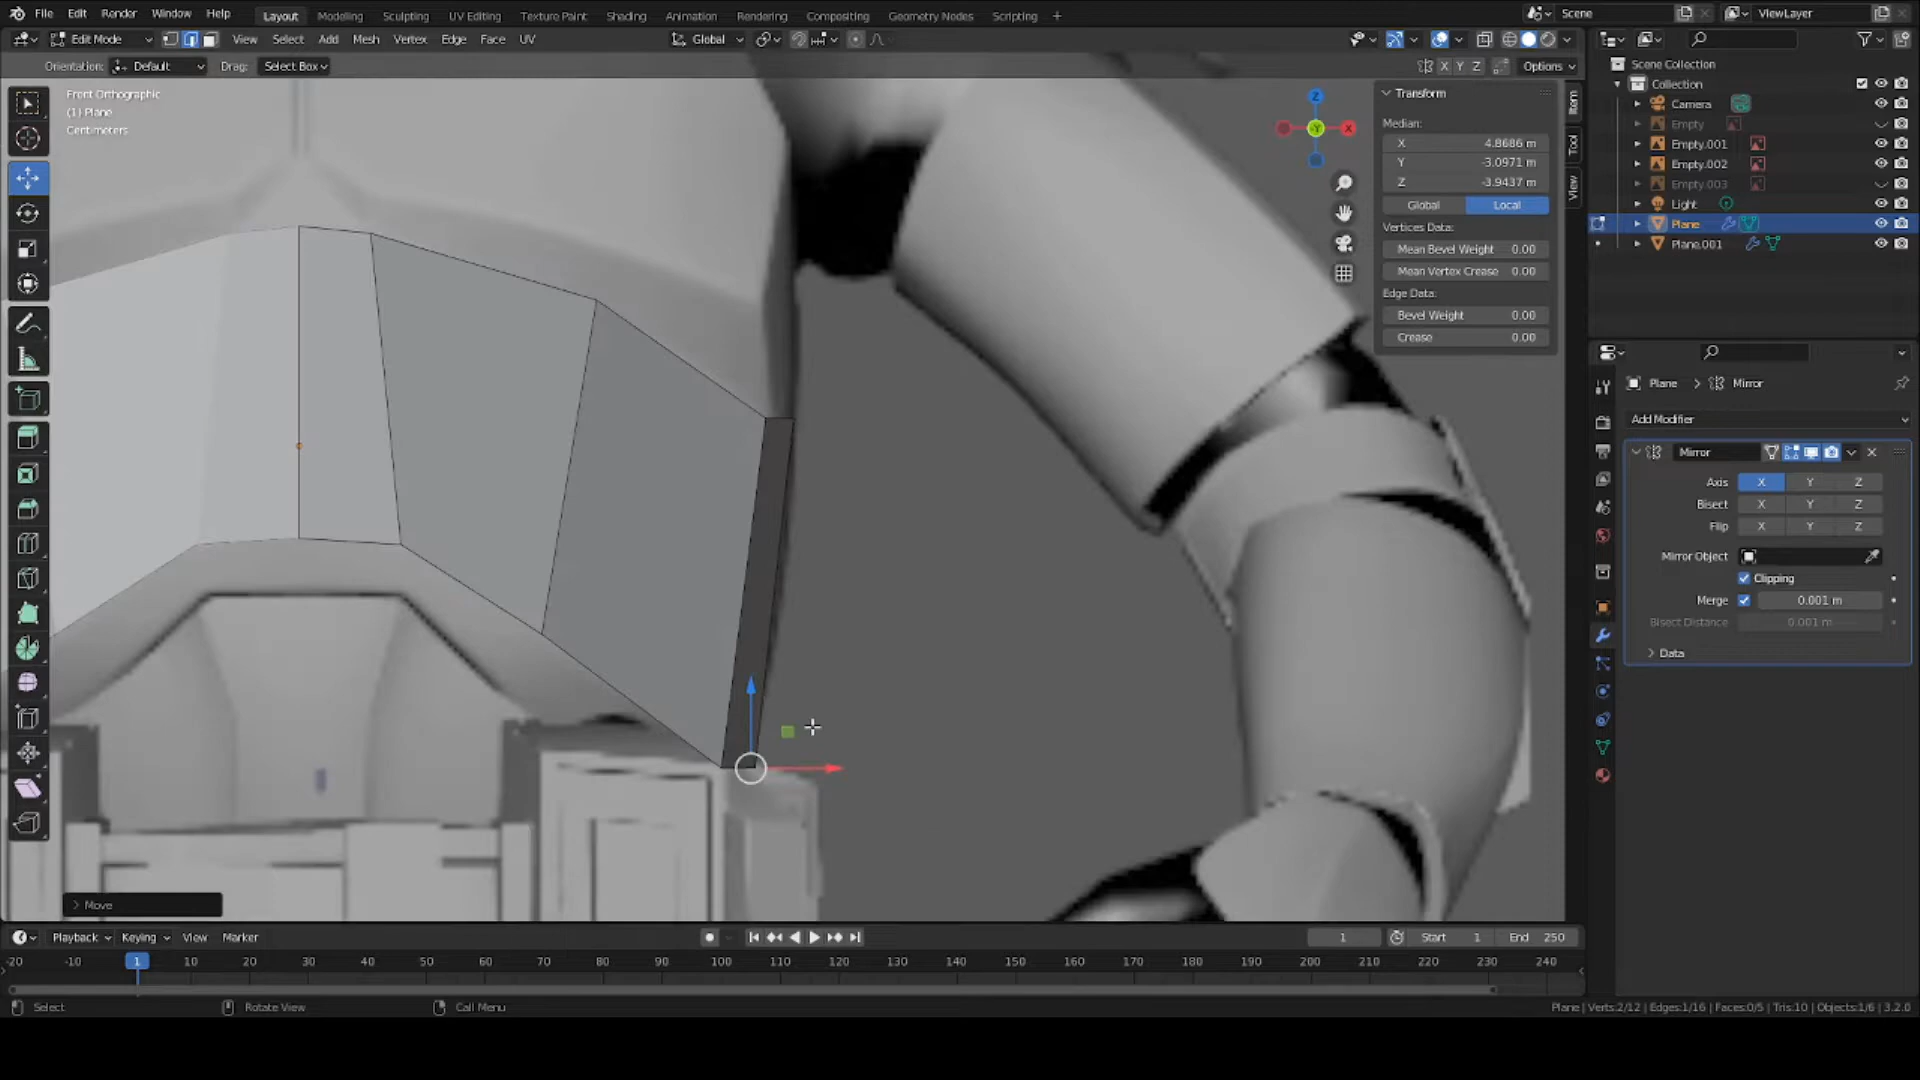 File Edit Render Window Help Layout Modeling Sculpting UV Editing Texture Paint Shading Animation Rendering Compositing Geometry Nodes Scripting + Scene ViewLayer
Edit Mode View Select Add Mesh Vertex Edge Face UV Global
Orientation: Default Drag: Select Box X Y Z Options
Front Orthographic
(1) Plane
Centimeters
Z
X
Y
Transform
Median:
X 4.8686 m
Y -3.0971 m
Z -3.9437 m
Global Local
Vertices Data:
Mean Bevel Weight 0.00
Mean Vertex Crease 0.00
Edge Data:
Bevel Weight 0.00
Crease 0.00
Item
Tool
View
Scene Collection
Collection
Camera
Empty
Empty.001
Empty.002
Empty.003
Light
Plane
Plane.001
Plane > Mirror
Add Modifier
Mirror
Axis X Y Z
Bisect X Y Z
Flip X Y Z
Mirror Object
Clipping
Merge 0.001 m
Bisect Distance 0.001 m
> Data
> Move
Playback Keying View Marker 1 Start 1 End 250
-20 -10 1 10 20 30 40 50 60 70 80 90 100 110 120 130 140 150 160 170 180 190 200 210 220 230 240
Select Rotate View Call Menu Plane | Verts:2/12 | Edges:1/16 | Faces:0/5 | Tris:10 | Objects:1/6 | 3.2.0